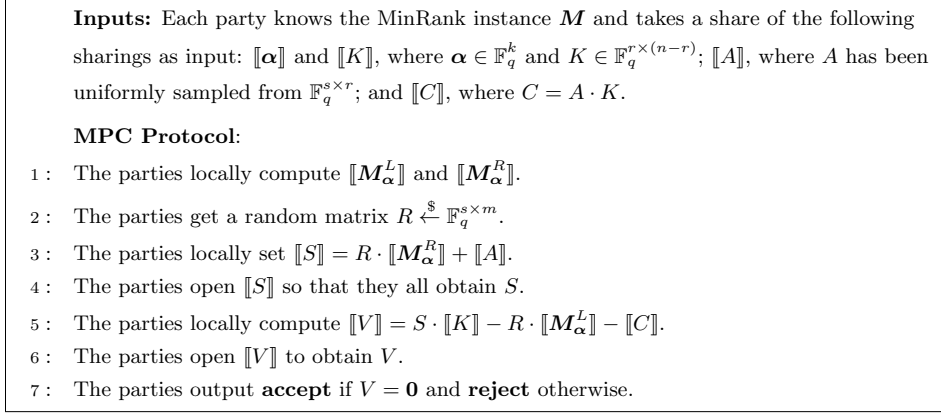 Inputs: Each party knows the MinRank instance M and takes a share of the following
sharings as input: ⟦α⟧ and ⟦K⟧, where α ∈ 𝔽_q^k and K ∈ 𝔽_q^{r×(n−r)}; ⟦A⟧, where A has been
uniformly sampled from 𝔽_q^{s×r}; and ⟦C⟧, where C = A · K.
MPC Protocol:
1 : The parties locally compute ⟦M_α^L⟧ and ⟦M_α^R⟧.
2 : The parties get a random matrix R ←$ 𝔽_q^{s×m}.
3 : The parties locally set ⟦S⟧ = R · ⟦M_α^R⟧ + ⟦A⟧.
4 : The parties open ⟦S⟧ so that they all obtain S.
5 : The parties locally compute ⟦V⟧ = S · ⟦K⟧ − R · ⟦M_α^L⟧ − ⟦C⟧.
6 : The parties open ⟦V⟧ to obtain V.
7 : The parties output accept if V = 0 and reject otherwise.